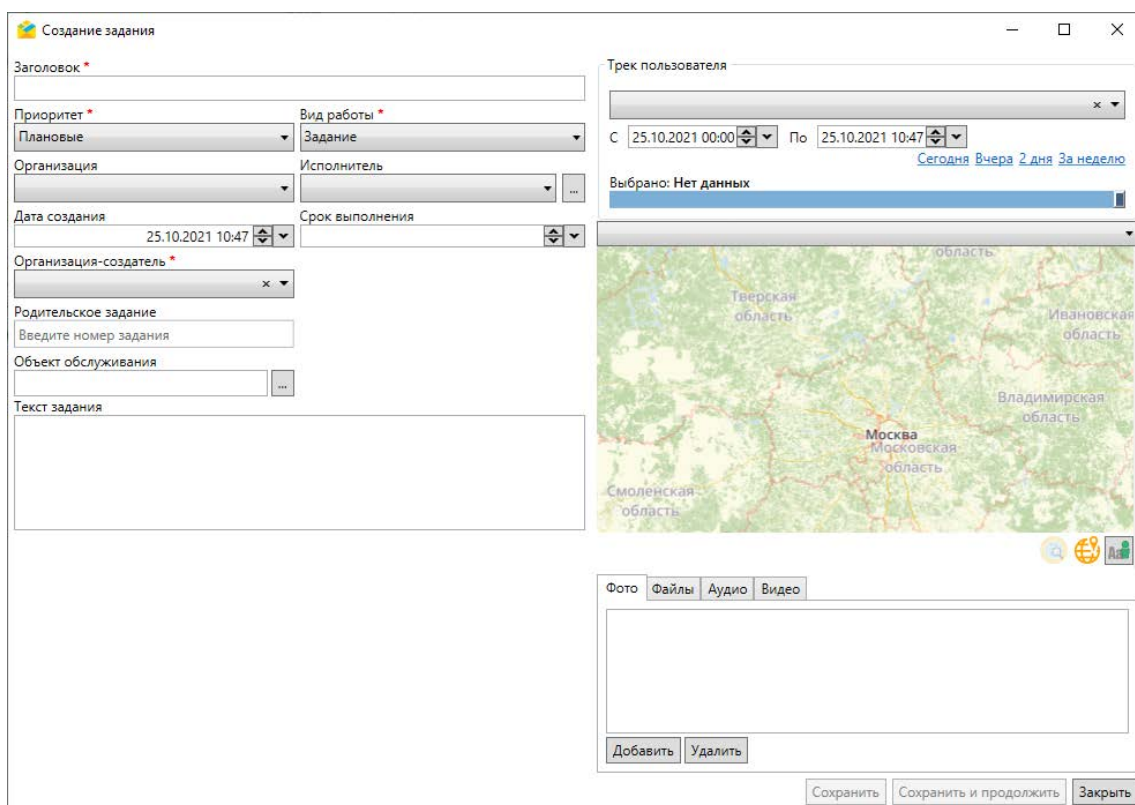 Создание задания
Заголовок *
Приоритет * Вид работы *
Плановые Задание
Организация Исполнитель
...
Дата создания Срок выполнения
25.10.2021 10:47
Организация-создатель *
Родительское задание
Введите номер задания
Объект обслуживания
...
Текст задания
Трек пользователя
С 25.10.2021 00:00 По 25.10.2021 10:47
Сегодня Вчера 2 дня За неделю
Выбрано: Нет данных
область
Тверская
область
Ивановская
область
Владимирская
область
Москва
Московская
область
Смоленская
область
Фото Файлы Аудио Видео
Добавить Удалить
Сохранить Сохранить и продолжить Закрыть